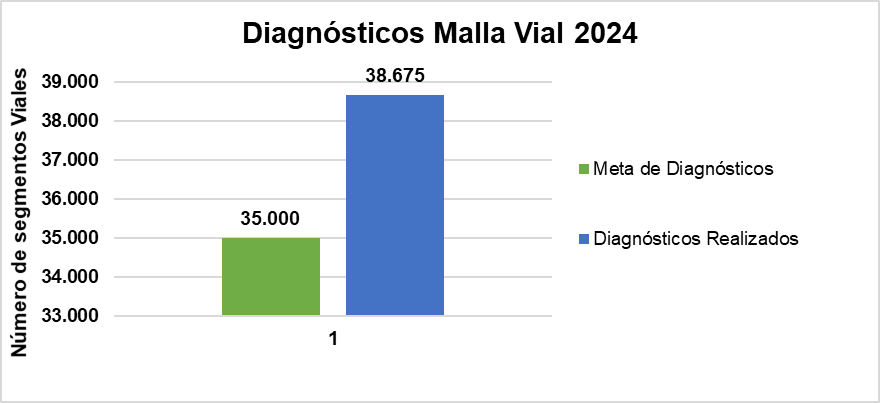 Diagnósticos Malla Vial 2024
Número de segmentos Viales
39.000
38.000
37.000
36.000
35.000
34.000
33.000
38.675
35.000
1
Meta de Diagnósticos
Diagnósticos Realizados